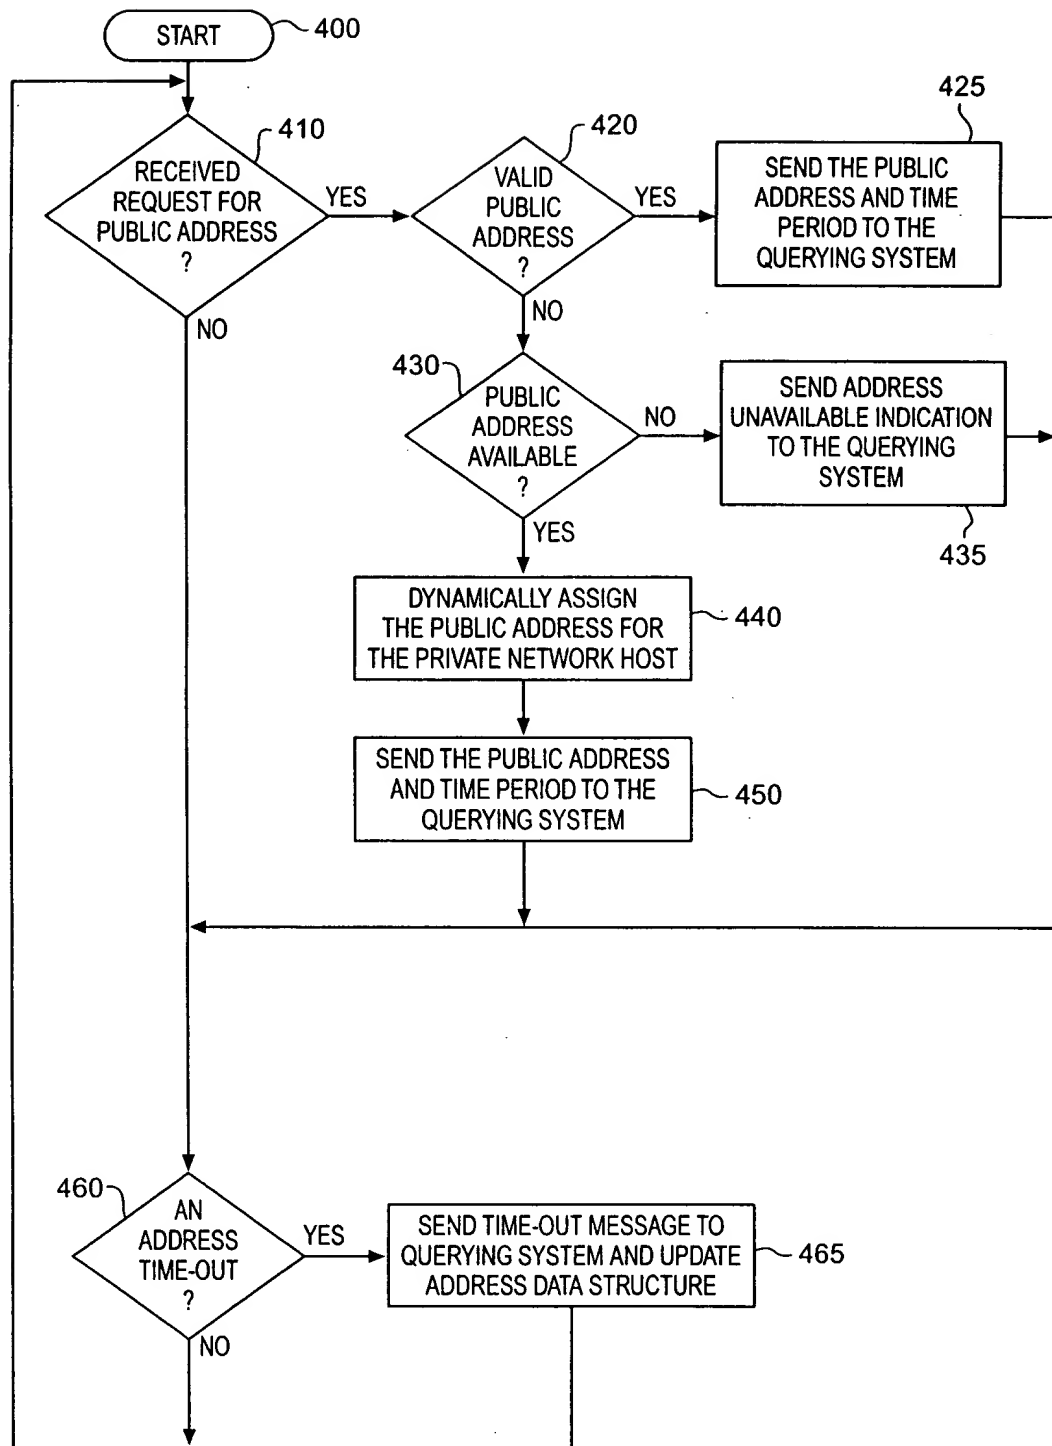 START
400
RECEIVED
REQUEST FOR
PUBLIC ADDRESS
?
410
YES
NO
VALID
PUBLIC
ADDRESS
?
420
YES
NO
SEND THE PUBLIC
ADDRESS AND TIME
PERIOD TO THE
QUERYING SYSTEM
425
PUBLIC
ADDRESS
AVAILABLE
?
430
NO
YES
SEND ADDRESS
UNAVAILABLE INDICATION
TO THE QUERYING
SYSTEM
435
DYNAMICALLY ASSIGN
THE PUBLIC ADDRESS FOR
THE PRIVATE NETWORK HOST
440
SEND THE PUBLIC ADDRESS
AND TIME PERIOD TO THE
QUERYING SYSTEM
450
460
AN
ADDRESS
TIME-OUT
?
YES
NO
SEND TIME-OUT MESSAGE TO
QUERYING SYSTEM AND UPDATE
ADDRESS DATA STRUCTURE
465